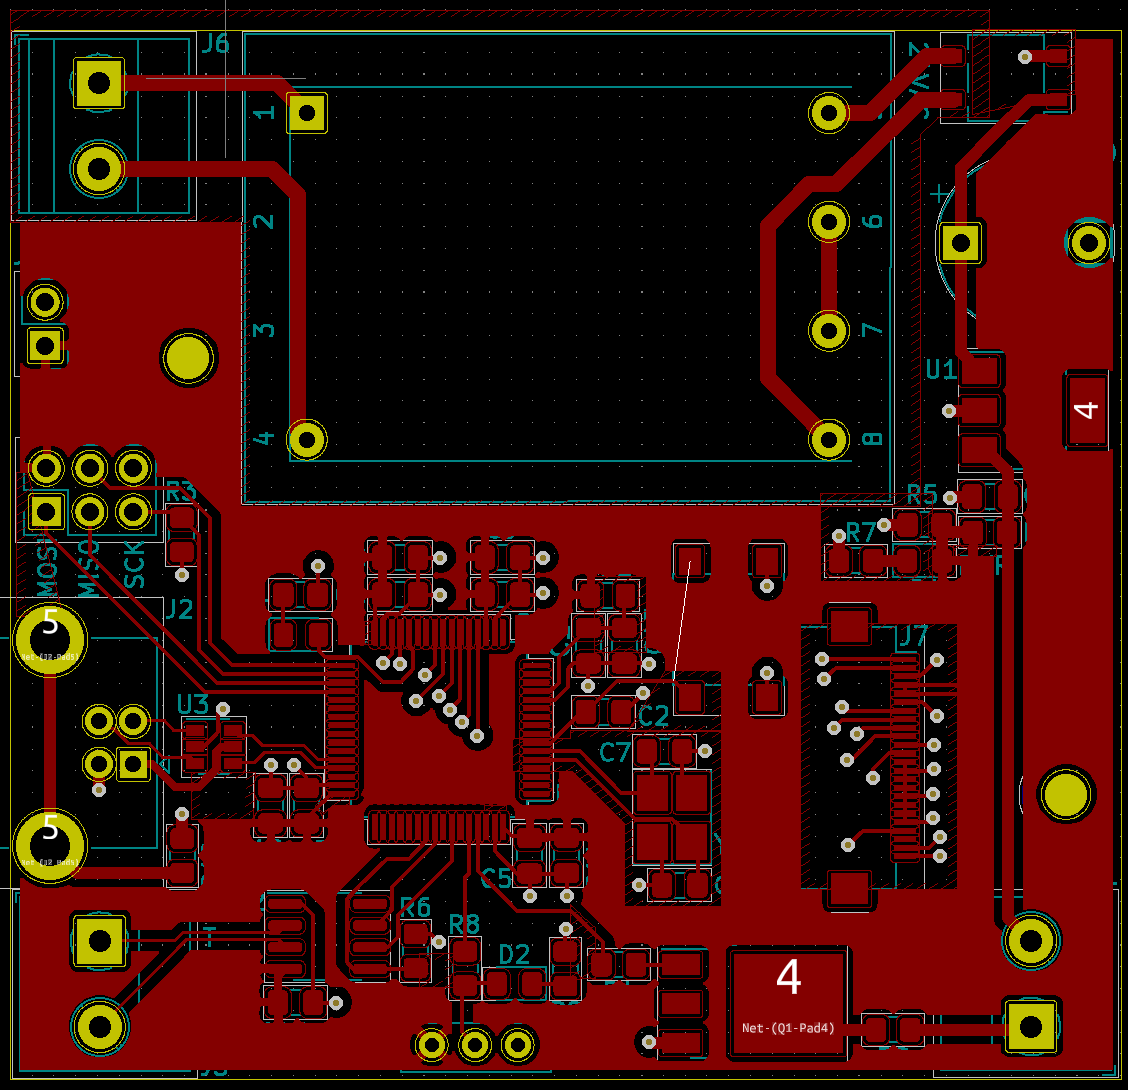 J6
1
2
6
3
7
U1
4
4
8
R3
R5
R7
MOSI
MISO
SCK
J2
5
Net-(J2-Pad5)
J7
U3
C2
C7
5
Net-(J2-Pad5)
C5
R6
R8
D2
4
Net-(Q1-Pad4)